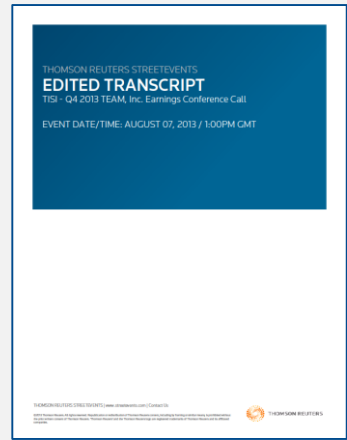 THOMSON REUTERS STREETEVENTS
EDITED TRANSCRIPT
TISI - Q4 2013 TEAM, Inc. Earnings Conference Call
EVENT DATE/TIME: AUGUST 07, 2013 / 1:00PM GMT
THOMSON REUTERS STREETEVENTS | www.streetevents.com | Contact Us
THOMSON REUTERS